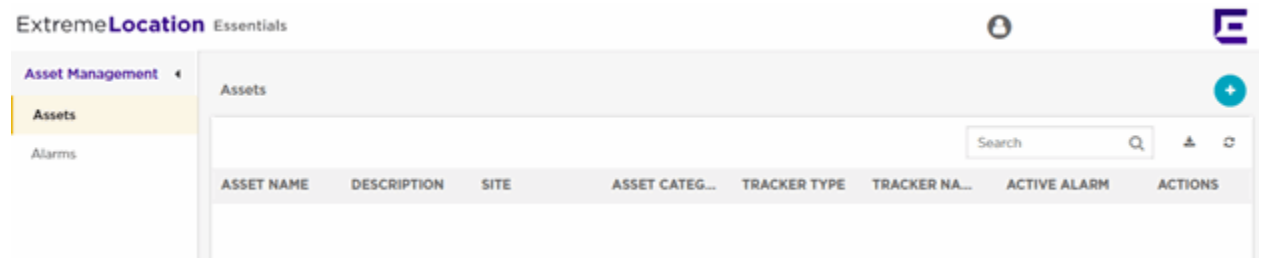 ExtremeLocation Essentials
Asset Management
Assets
Alarms
Assets
Search
ASSET NAME DESCRIPTION SITE ASSET CATEG... TRACKER TYPE TRACKER NA... ACTIVE ALARM ACTIONS